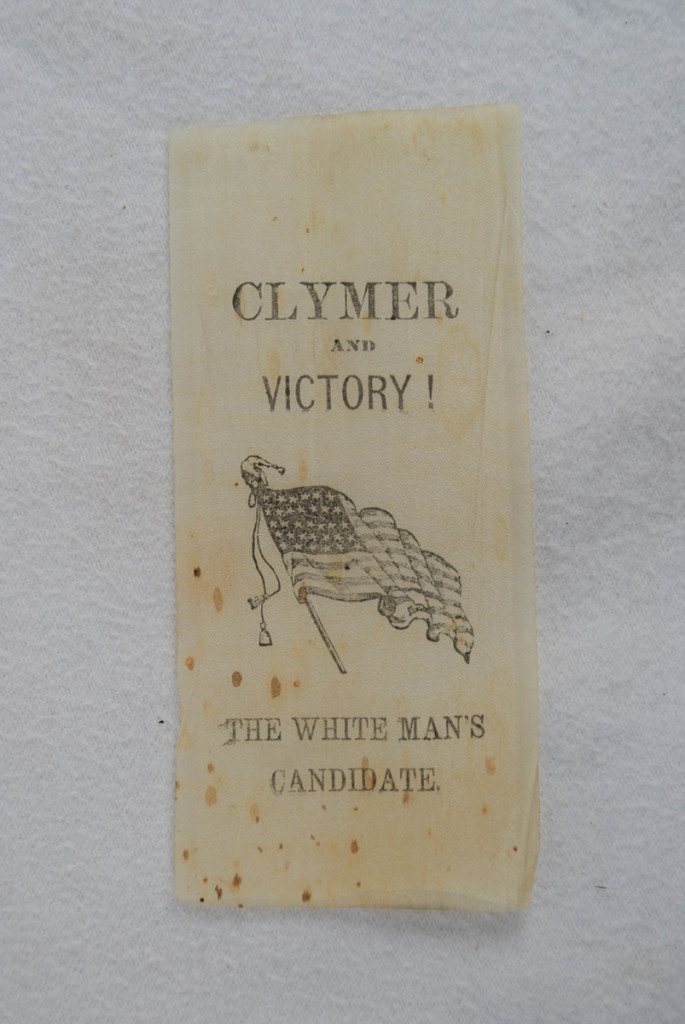 CLYMER
AND
VICTORY!
THE WHITE MAN'S
CANDIDATE.